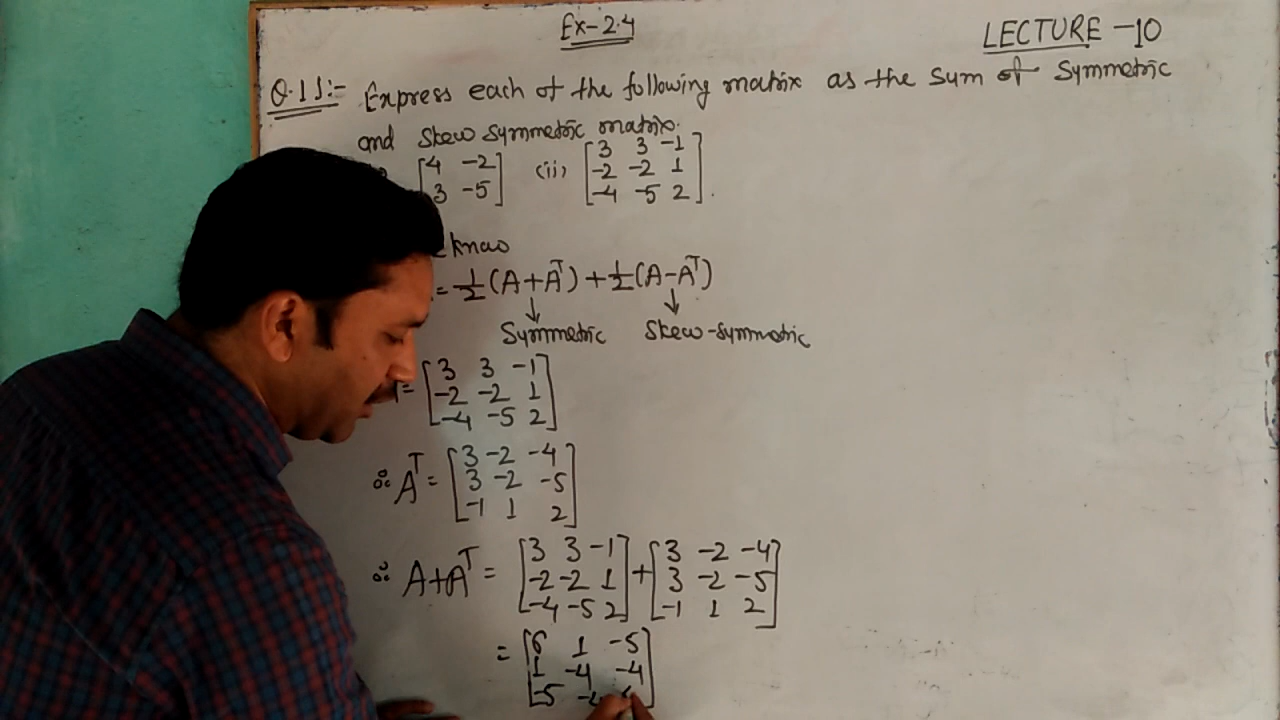 Ex-2.4
LECTURE -10
Q.11:- Express each of the following matrix as the sum of symmetric
and skew symmetric matrix.
[4 -2] (ii) [3 3 -1]
[3 -5] [-2 -2 1]
[-4 -5 2].
know
= 1/2 (A+A^T) + 1/2 (A-A^T)
↓ ↓
Symmetric Skew-symmetric
= [3 3 -1]
[-2 -2 1]
[-4 -5 2]
∴ A^T = [3 -2 -4]
[3 -2 -5]
[-1 1 2]
∴ A+A^T = [3 3 -1] + [3 -2 -4]
[-2 -2 1] [3 -2 -5]
[-4 -5 2] [-1 1 2]
= [6 1 -5]
[1 -4 -4]
[-5